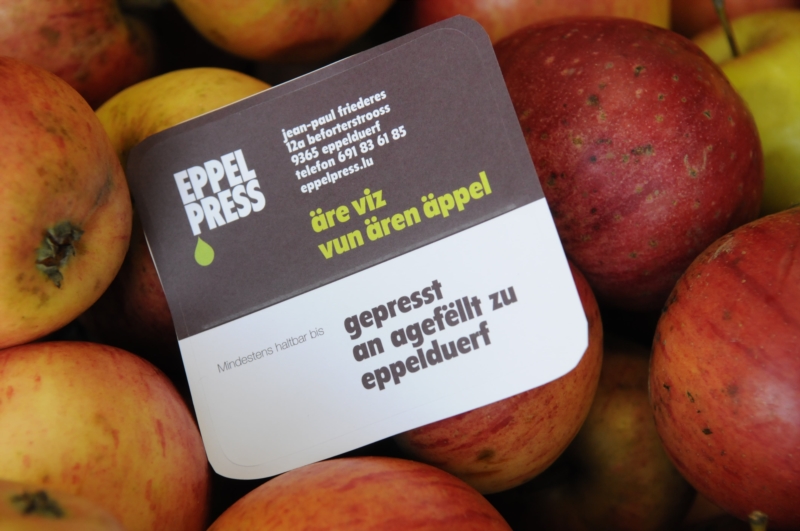 EPPEL
PRESS
jean-paul friederes
12a beforterstrooss
9365 eppelduerf
telefon 691 83 61 85
eppelpress.lu
äre viz
vun ären äppel
Mindestens haltbar bis
gepresst
an agefëllt zu
eppelduerf